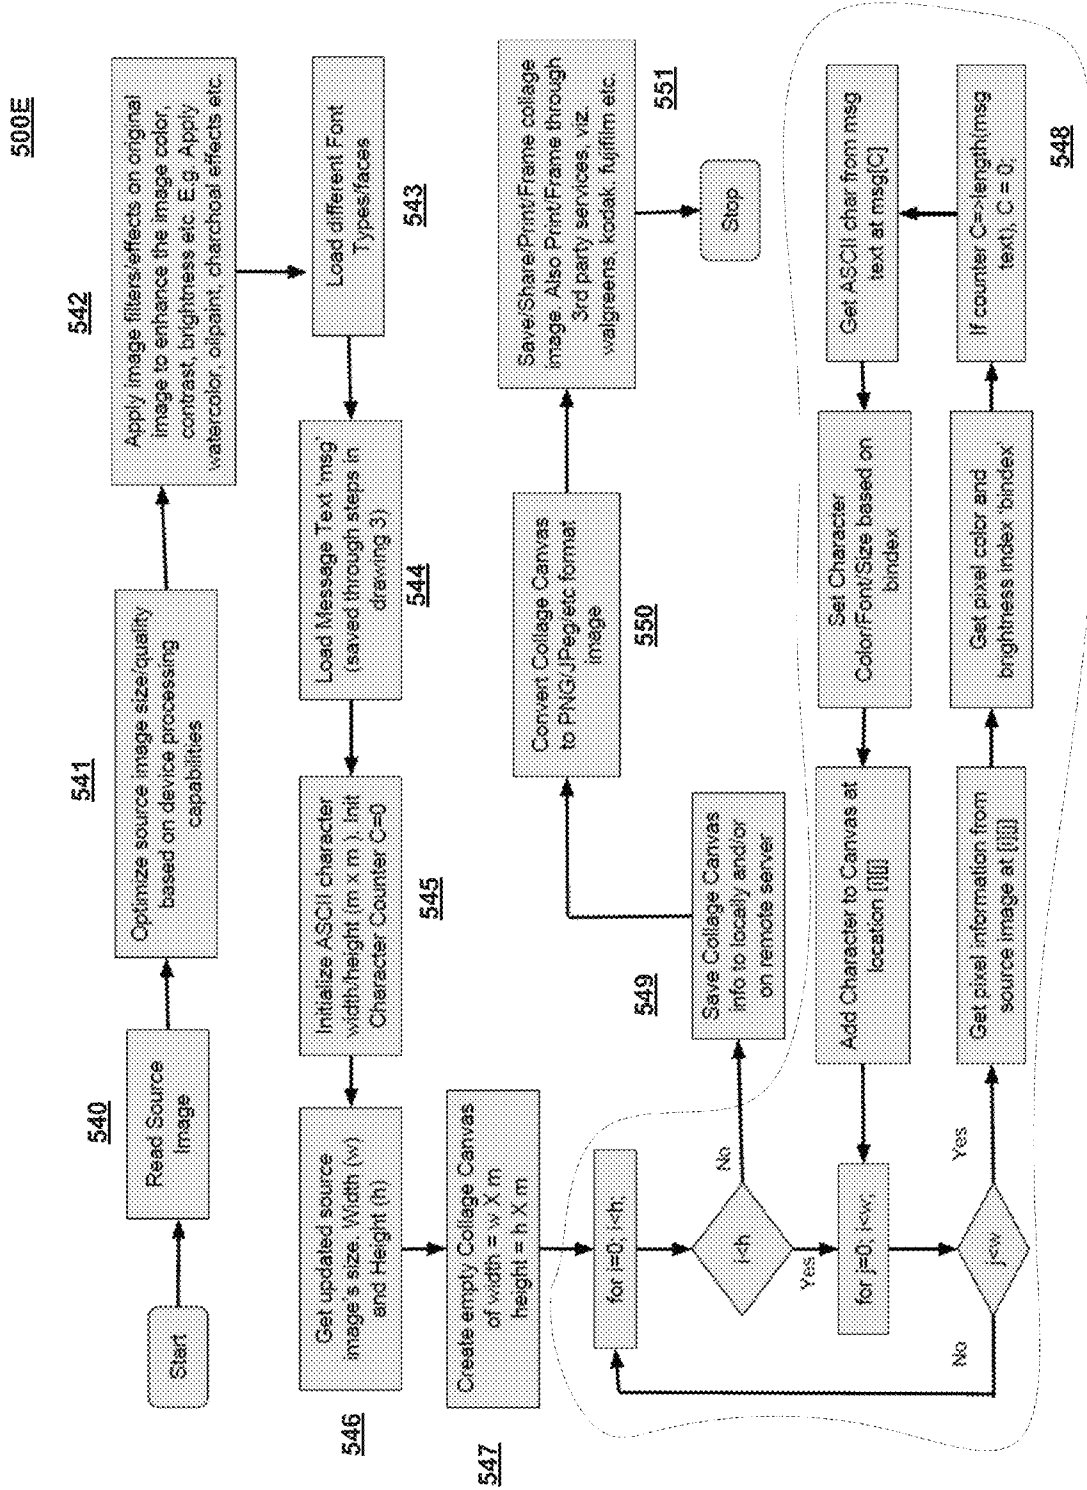 500E
Start
540
Read Source
Image
541
Optimize source image size/quality
based on device processing
capabilities
542
Apply image filters/effects on original
image to enhance the image color,
contrast, brightness etc. E.g. Apply
watercolor, oilpaint, charchoal effects etc
543
Load different Font
Types/faces
544
Load Message Text 'msg'
(saved through steps in
drawing 3)
545
Initialize ASCII character
width/height (m x m ). Init
Character Counter C=0
546
Get updated source
image's size. Width (w)
and Height (h)
547
Create empty Collage Canvas
of width = w X m
height = h X m
for i=0; i<h;
i<h
No
Yes
for j=0; j<w;
j<w
No
Yes
Get pixel information from
source image at [i][j]
Get pixel color and
brightness index 'bindex'
If counter C=>length(msg
text), C = 0;
548
Get ASCII char from msg
text at msg[C]
Set Character
Color/Font/Size based on
bindex
Add Character to Canvas at
location [i][j]
549
Save Collage Canvas
info to locally and/or
on remote server
550
Convert Collage Canvas
to PNG/JPeg/etc format
image
551
Save/Share/Print/Frame collage
image. Also Print/Frame through
3rd party services, viz.
walgreens, kodak, fujifilm etc.
Stop